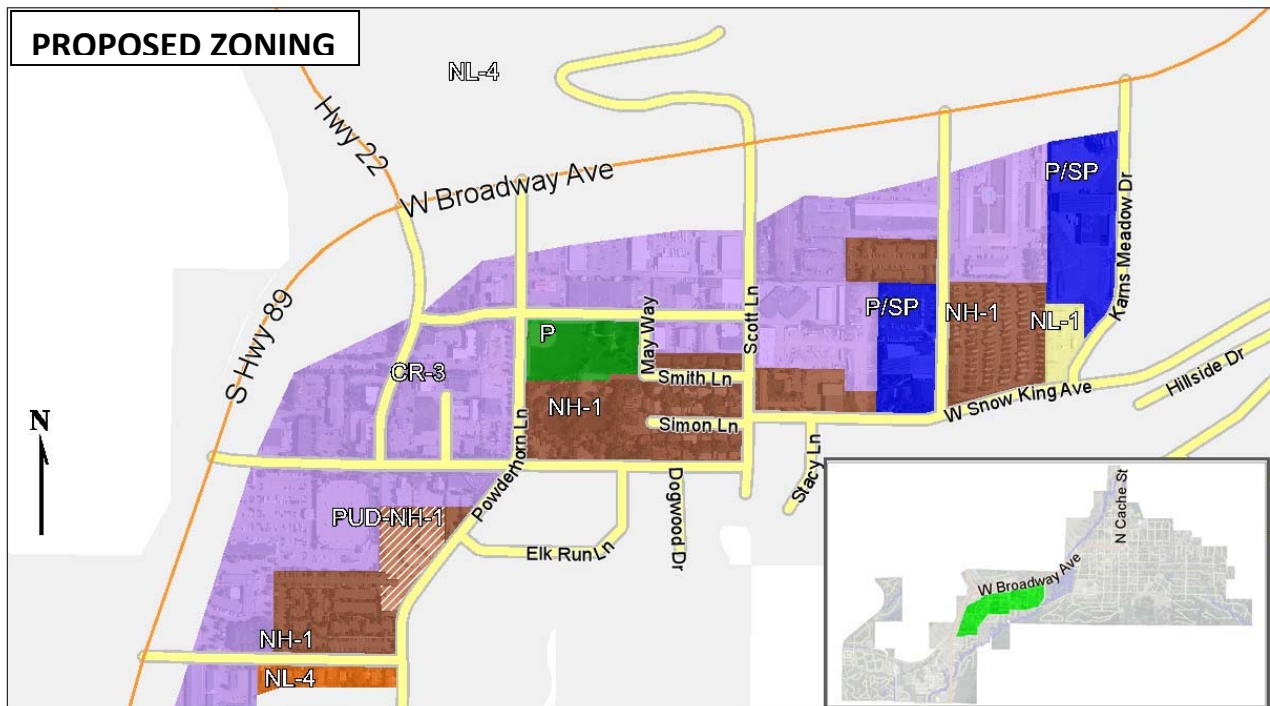 PROPOSED ZONING
NL-4
Hwy 22
W Broadway Ave
P/SP
Karns Meadow Dr
S Hwy 89
P
May Way
Scott Ln
P/SP
NH-1
NL-1
CR-3
Smith Ln
W Snow King Ave
Hillside Dr
NH-1
Simon Ln
N
Powderhorn Ln
Stacy Ln
Dogwood Dr
PUD-NH-1
Elk Run Ln
N Cache St
W Broadway Ave
NH-1
NL-4